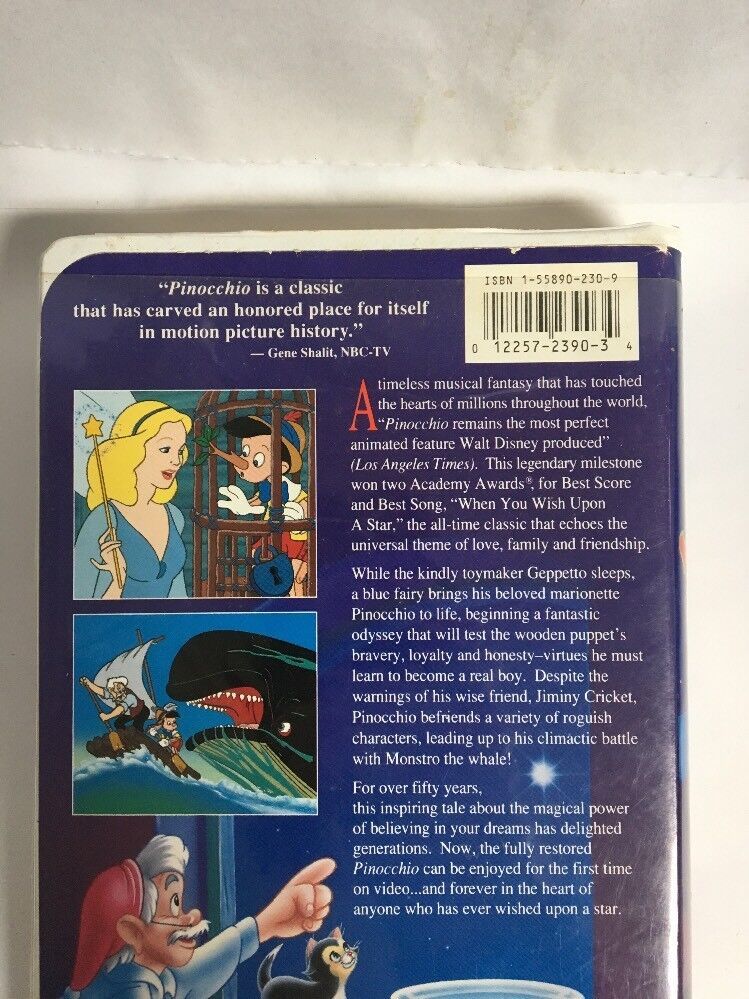 "Pinocchio is a classic
that has carved an honored place for itself
in motion picture history."
— Gene Shalit, NBC-TV
ISBN 1-55890-230-9
0 12257-2390-3 4
A timeless musical fantasy that has touched
the hearts of millions throughout the world,
"Pinocchio remains the most perfect
animated feature Walt Disney produced"
(Los Angeles Times). This legendary milestone
won two Academy Awards®, for Best Score
and Best Song, "When You Wish Upon
A Star," the all-time classic that echoes the
universal theme of love, family and friendship.
While the kindly toymaker Geppetto sleeps,
a blue fairy brings his beloved marionette
Pinocchio to life, beginning a fantastic
odyssey that will test the wooden puppet's
bravery, loyalty and honesty–virtues he must
learn to become a real boy. Despite the
warnings of his wise friend, Jiminy Cricket,
Pinocchio befriends a variety of roguish
characters, leading up to his climactic battle
with Monstro the whale!
For over fifty years,
this inspiring tale about the magical power
of believing in your dreams has delighted
generations. Now, the fully restored
Pinocchio can be enjoyed for the first time
on video...and forever in the heart of
anyone who has ever wished upon a star.